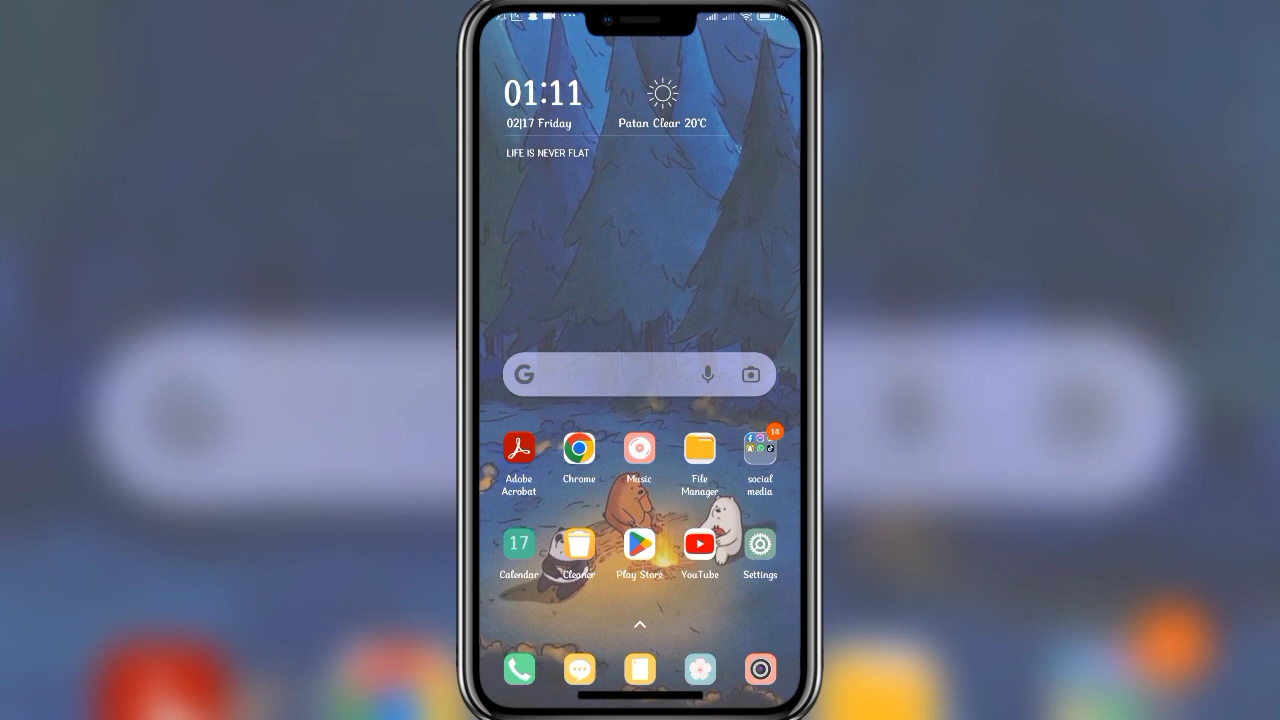 01:11
02|17 Friday
Patan Clear 20℃
LIFE IS NEVER FLAT
14
Adobe Acrobat
Chrome
Music
File Manager
social media
17
Calendar
Cleaner
Play Store
YouTube
Settings